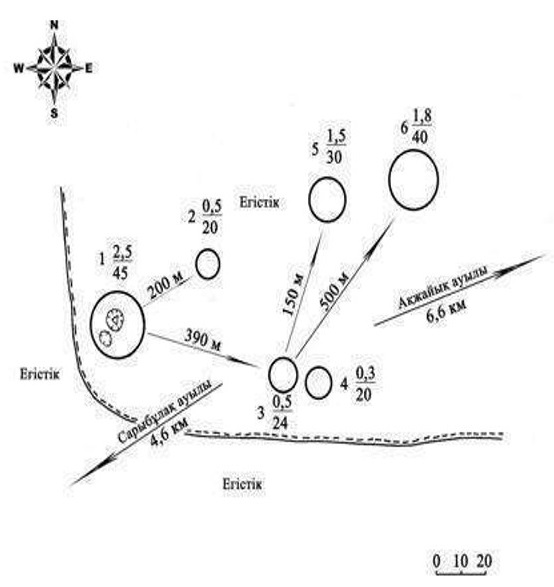 N
W E
S
6 1,8/40
5 1,5/30
Егістік
2 0,5/20
1 2,5/45
200 м
150 м
500 м
Акжайык ауылы
6,6 км
390 м
Егістік
4 0,3/20
Сарыбұлак ауылы
4,6 км
3 0,5/24
Егістік
0 10 20